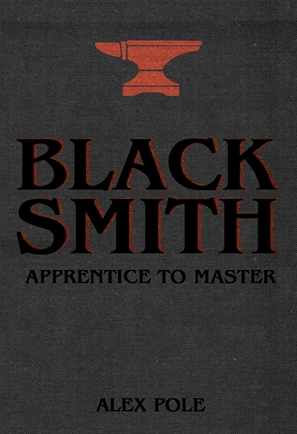 BLACK
SMITH
APPRENTICE TO MASTER
ALEX POLE